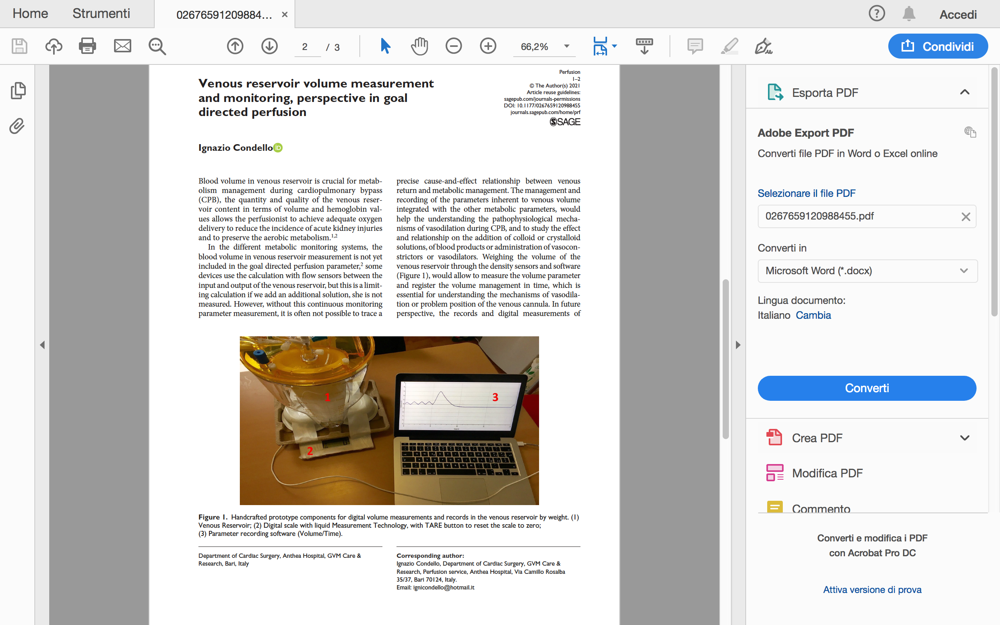 Home
Strumenti
02676591209884...
Accedi
2 / 3
66,2%
Condividi
Venous reservoir volume measurement
and monitoring, perspective in goal
directed perfusion
Perfusion
1–2
© The Author(s) 2021
Article reuse guidelines:
sagepub.com/journals-permissions
DOI: 10.1177/0267659120988455
journals.sagepub.com/home/prf
SAGE
Ignazio Condello iD
Blood volume in venous reservoir is crucial for metab-
olism management during cardiopulmonary bypass
(CPB), the quantity and quality of the venous reser-
voir content in terms of volume and hemoglobin val-
ues allows the perfusionist to achieve adequate oxygen
delivery to reduce the incidence of acute kidney injuries
and to preserve the aerobic metabolism.1,2
In the different metabolic monitoring systems, the
blood volume in venous reservoir measurement is not yet
included in the goal directed perfusion parameter,2 some
devices use the calculation with flow sensors between the
input and output of the venous reservoir, but this is a limit-
ing calculation if we add an additional solution, she is not
measured. However, without this continuous monitoring
parameter measurement, it is often not possible to trace a
precise cause-and-effect relationship between venous
return and metabolic management. The management and
recording of the parameters inherent to venous volume
integrated with the other metabolic parameters, would
help the understanding the pathophysiological mecha-
nisms of vasodilation during CPB, and to study the effect
and relationship on the addition of colloid or crystalloid
solutions, of blood products or administration of vasocon-
strictors or vasodilators. Weighing the volume of the
venous reservoir through the density sensors and software
(Figure 1), would allow to measure the volume parameter
and register the volume management in time, which is
essential for understanding the mechanisms of vasodila-
tion or problem position of the venous cannula. In future
perspective, the records and digital measurements of
1
2
3
Figure 1. Handcrafted prototype components for digital volume measurements and records in the venous reservoir by weight. (1)
Venous Reservoir; (2) Digital scale with liquid Measurement Technology, with TARE button to reset the scale to zero;
(3) Parameter recording software (Volume/Time).
Department of Cardiac Surgery, Anthea Hospital, GVM Care &
Research, Bari, Italy
Corresponding author:
Ignazio Condello, Department of Cardiac Surgery, GVM Care &
Research, Perfusion service, Anthea Hospital, Via Camillo Rosalba
35/37, Bari 70124, Italy.
Email: ignicondello@hotmail.it
Esporta PDF
Adobe Export PDF
Converti file PDF in Word o Excel online
Selezionare il file PDF
0267659120988455.pdf
Converti in
Microsoft Word (*.docx)
Lingua documento:
Italiano Cambia
Converti
Crea PDF
Modifica PDF
Commento
Converti e modifica i PDF
con Acrobat Pro DC
Attiva versione di prova